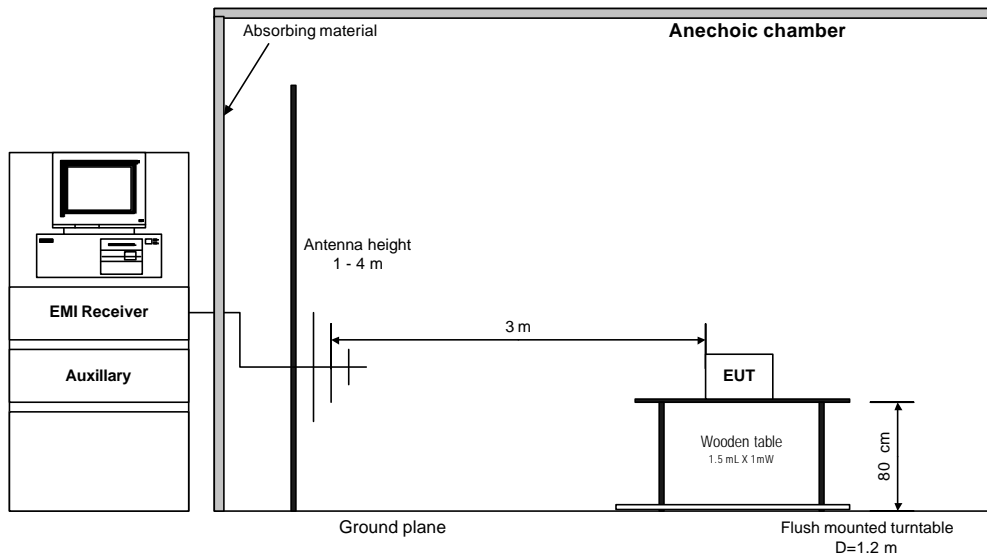 Absorbing material
Anechoic chamber
Antenna height
1 - 4 m
EMI Receiver
3 m
Auxillary
EUT
Wooden table
1.5 mL X 1mW
80 cm
Ground plane
Flush mounted turntable
D=1.2 m